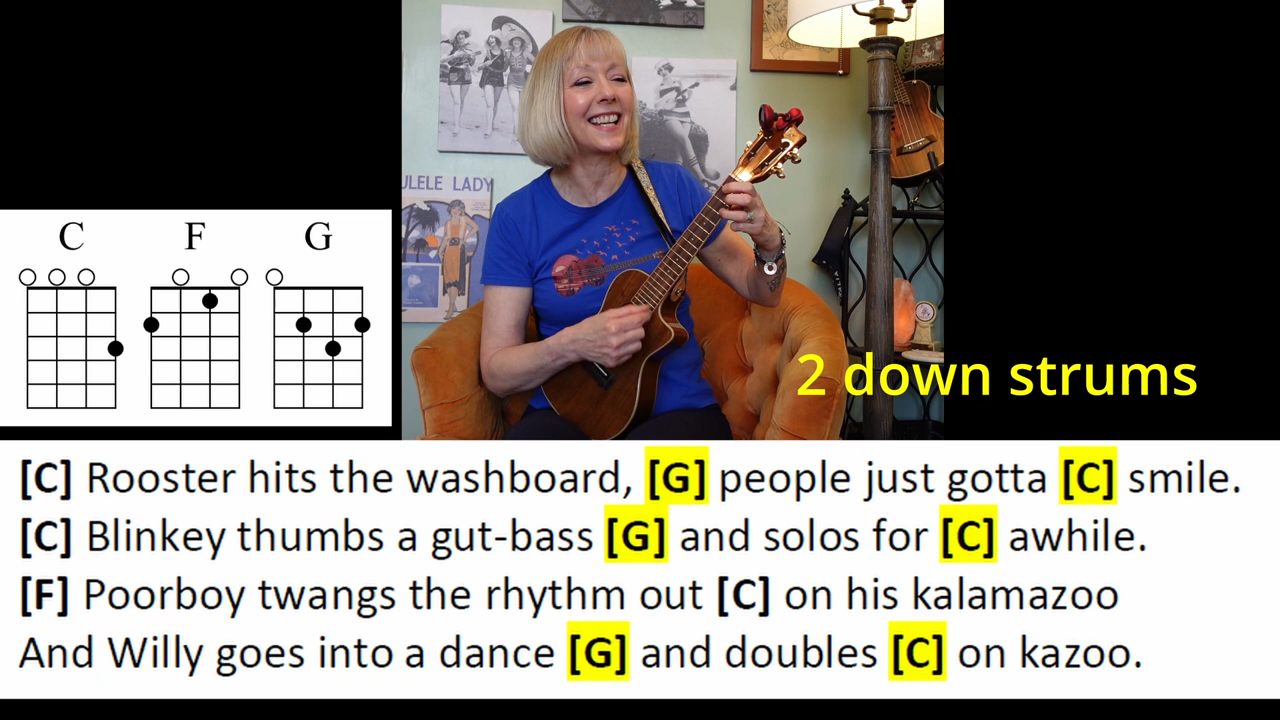 ULELE LADY
C F G
2 down strums
[C] Rooster hits the washboard, [G] people just gotta [C] smile.
[C] Blinkey thumbs a gut-bass [G] and solos for [C] awhile.
[F] Poorboy twangs the rhythm out [C] on his kalamazoo
And Willy goes into a dance [G] and doubles [C] on kazoo.